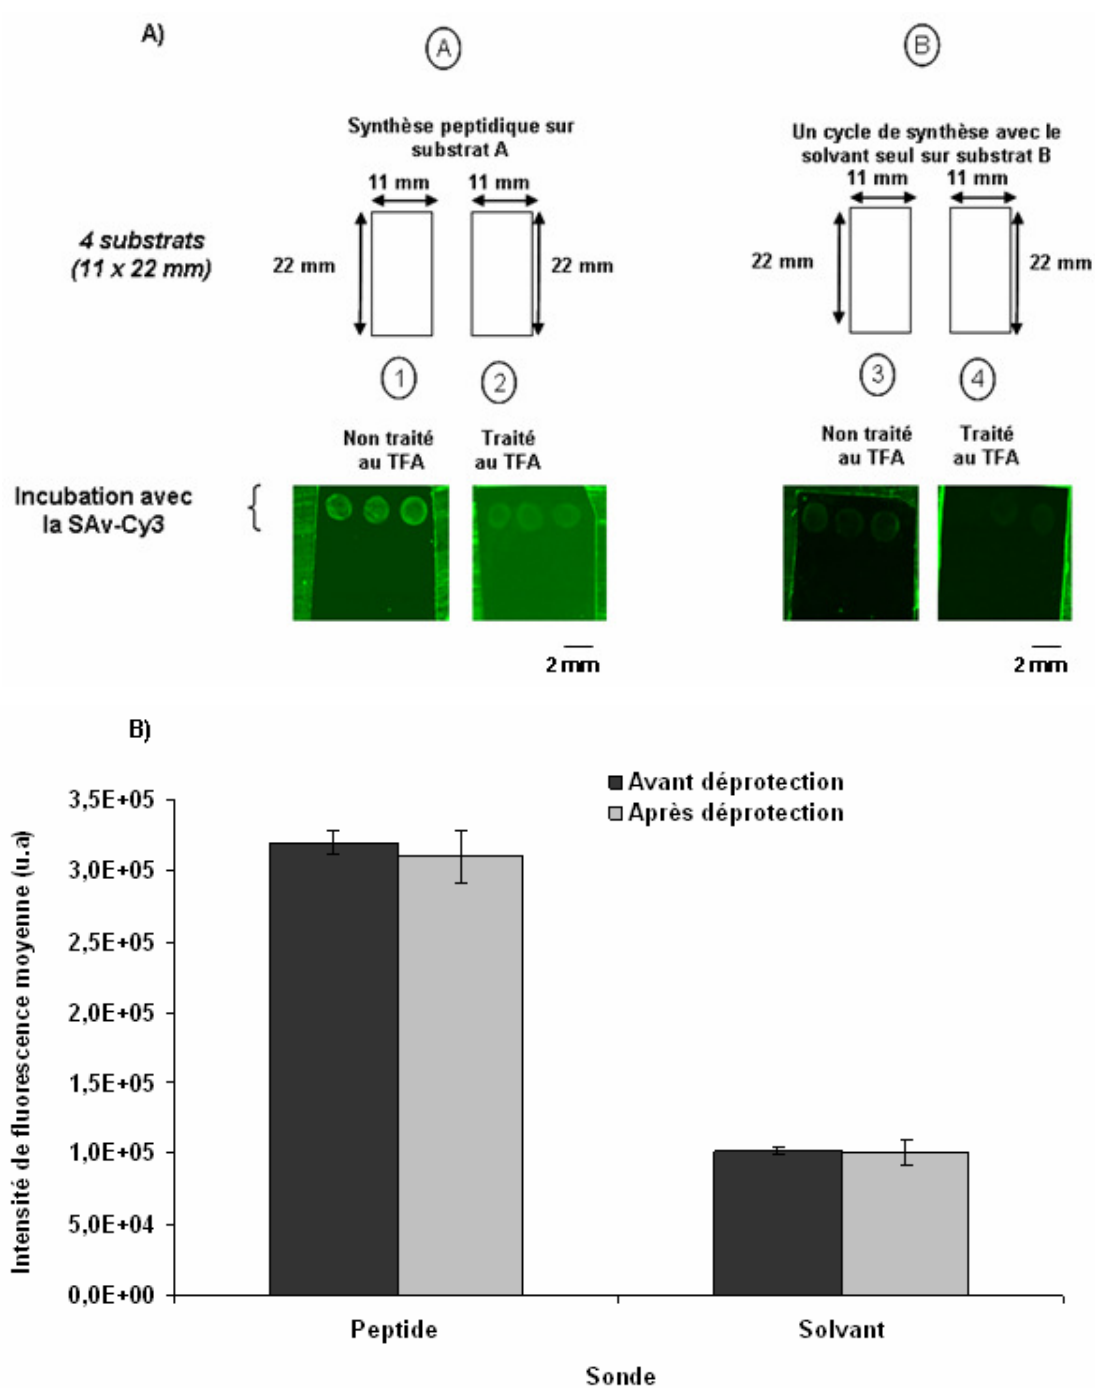 A)
A
B
Synthèse peptidique sur
substrat A
Un cycle de synthèse avec le
solvant seul sur substrat B
11 mm
11 mm
11 mm
11 mm
4 substrats
(11 x 22 mm)
22 mm
22 mm
22 mm
22 mm
1
2
3
4
Non traité
au TFA
Traité
au TFA
Non traité
au TFA
Traité
au TFA
Incubation avec
la SAv-Cy3
2 mm
2 mm
B)
Avant déprotection
Après déprotection
Intensité de fluorescence moyenne (u.a)
3,5E+05
3,0E+05
2,5E+05
2,0E+05
1,5E+05
1,0E+05
5,0E+04
0,0E+00
Peptide
Solvant
Sonde